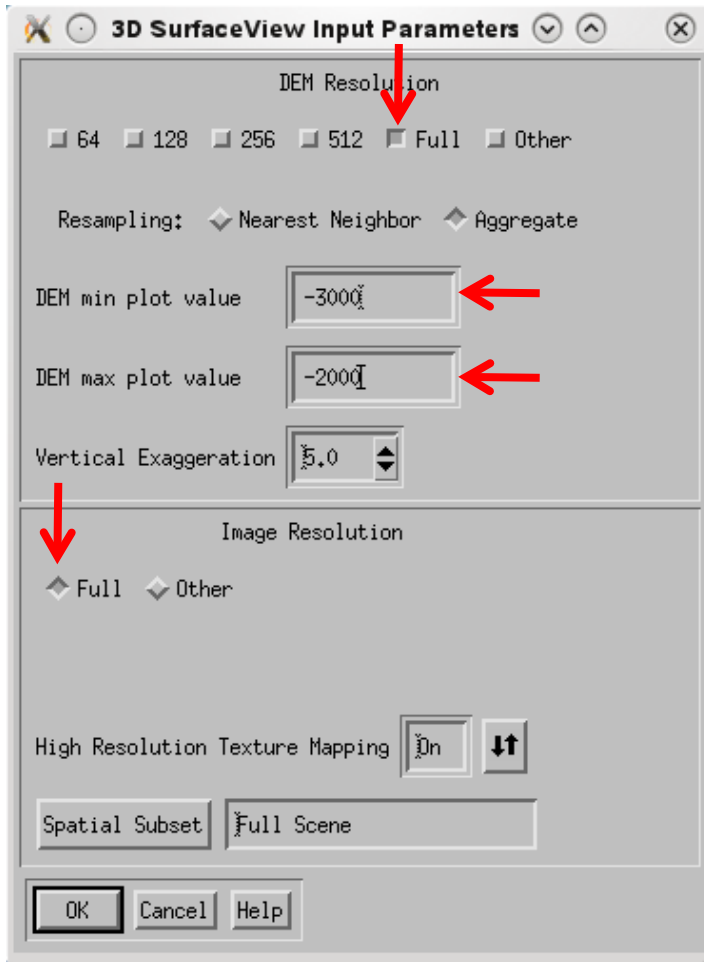 3D SurfaceView Input Parameters
DEM Resolution
64 128 256 512 Full Other
Resampling: Nearest Neighbor Aggregate
DEM min plot value -3000
DEM max plot value -2000
Vertical Exaggeration 5.0
Image Resolution
Full Other
High Resolution Texture Mapping On
Spatial Subset Full Scene
OK Cancel Help